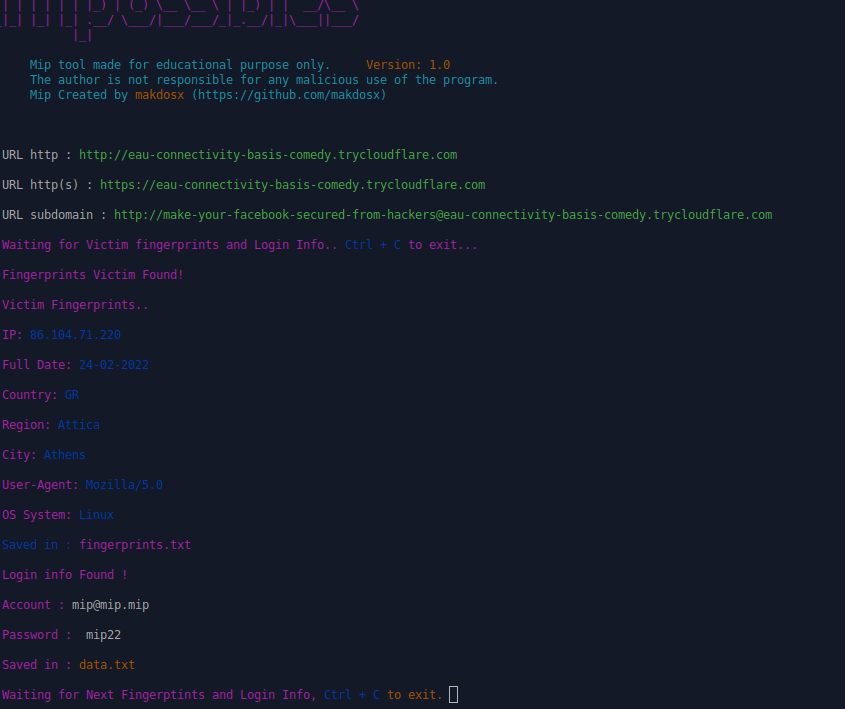 Mip tool made for educational purpose only. Version: 1.0
The author is not responsible for any malicious use of the program.
Mip Created by makdosx (https://github.com/makdosx)
URL http : http://eau-connectivity-basis-comedy.trycloudflare.com
URL http(s) : https://eau-connectivity-basis-comedy.trycloudflare.com
URL subdomain : http://make-your-facebook-secured-from-hackers@eau-connectivity-basis-comedy.trycloudflare.com
Waiting for Victim fingerprints and Login Info.. Ctrl + C to exit...
Fingerprints Victim Found!
Victim Fingerprints..
IP: 86.104.71.220
Full Date: 24-02-2022
Country: GR
Region: Attica
City: Athens
User-Agent: Mozilla/5.0
OS System: Linux
Saved in : fingerprints.txt
Login info Found !
Account : mip@mip.mip
Password : mip22
Saved in : data.txt
Waiting for Next Fingerptints and Login Info, Ctrl + C to exit.